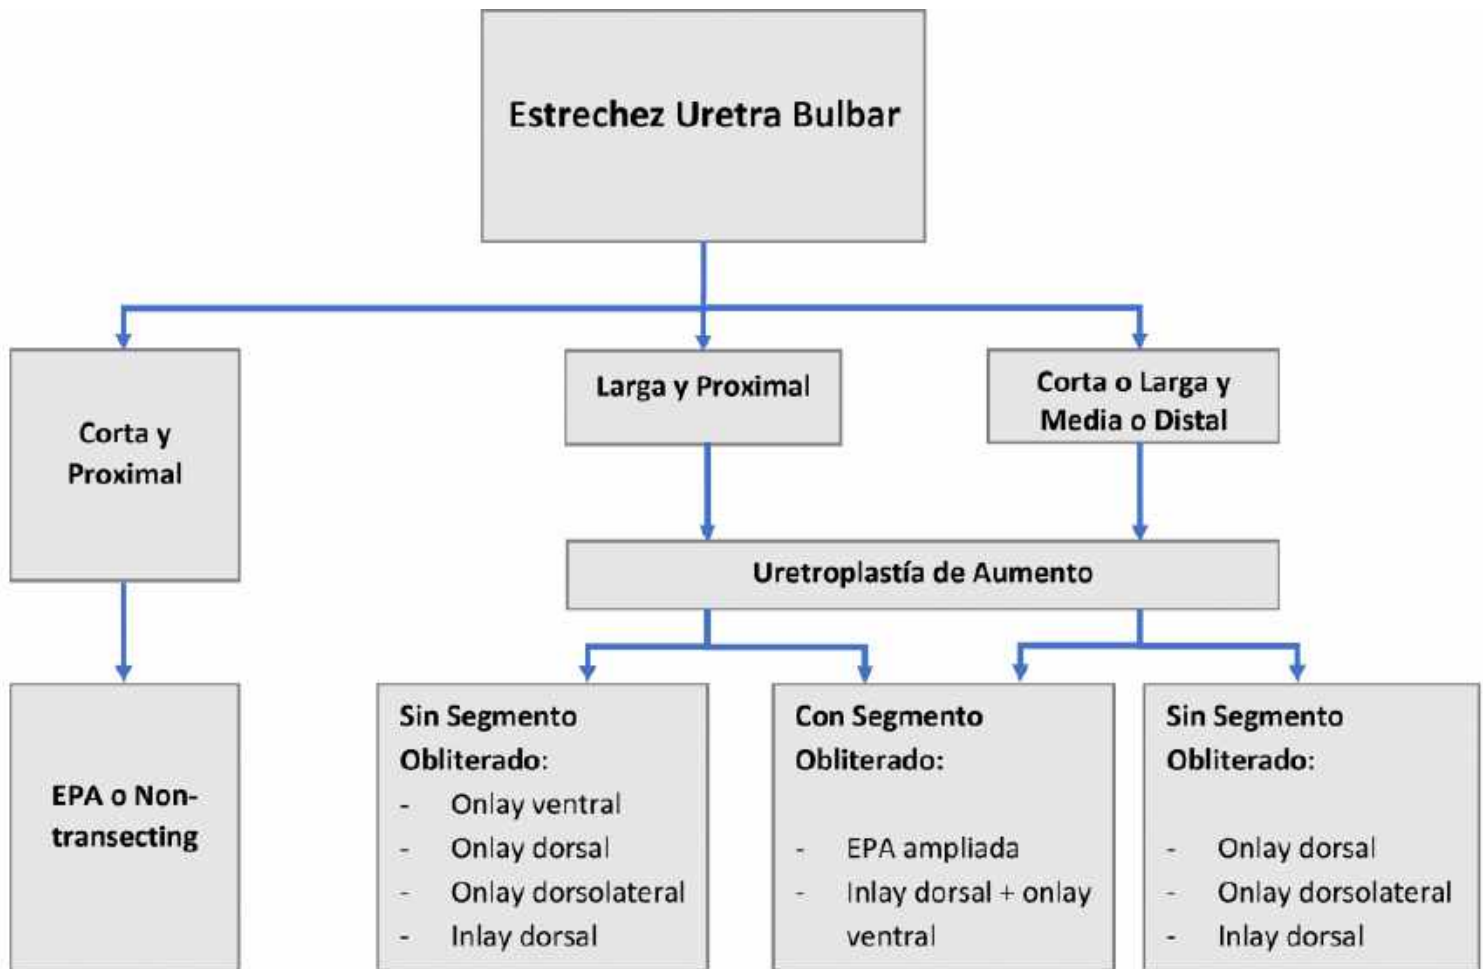 Estrechez Uretra Bulbar
Corta y
Proximal
Larga y Proximal
Corta o Larga y
Media o Distal
Uretroplastía de Aumento
EPA o Non-
transecting
Sin Segmento
Obliterado:
- Onlay ventral
- Onlay dorsal
- Onlay dorsolateral
- Inlay dorsal
Con Segmento
Obliterado:
- EPA ampliada
- Inlay dorsal + onlay
ventral
Sin Segmento
Obliterado:
- Onlay dorsal
- Onlay dorsolateral
- Inlay dorsal